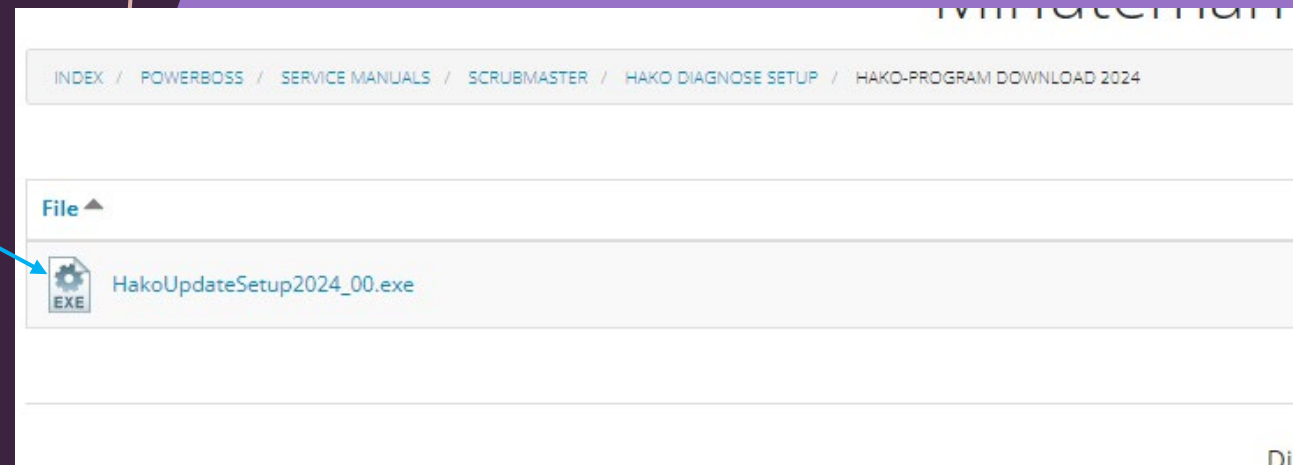 INDEX / POWERBOSS / SERVICE MANUALS / SCRUBMASTER / HAKO DIAGNOSE SETUP / HAKO-PROGRAM DOWNLOAD 2024
File
EXE
HakoUpdateSetup2024_00.exe